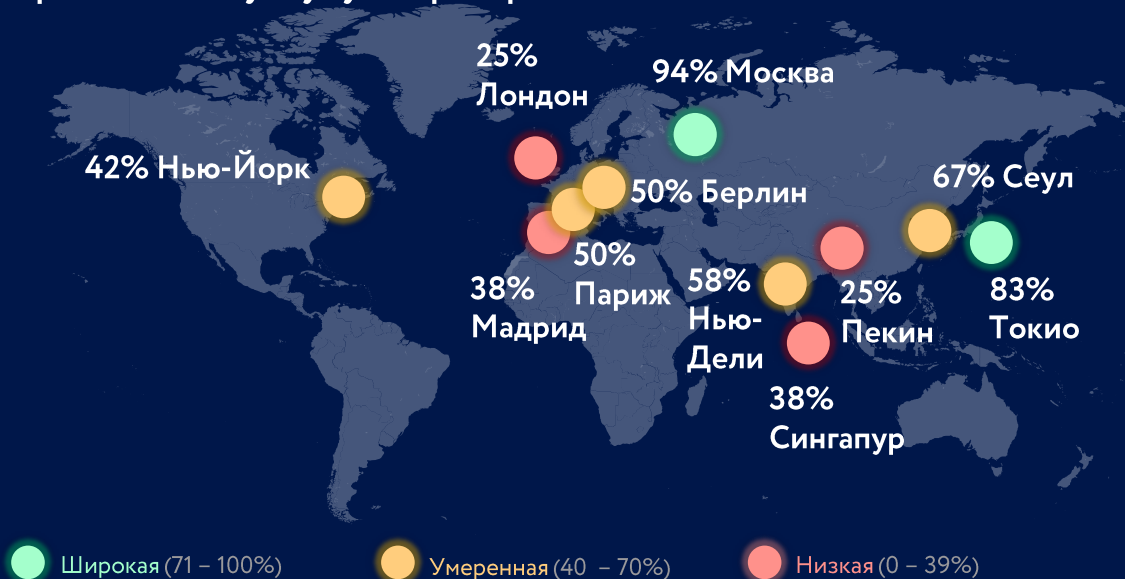 25%
Лондон
94% Москва
42% Нью-Йорк
50% Берлин
67% Сеул
50%
Париж
38%
Мадрид
58%
Нью-
Дели
25%
Пекин
83%
Токио
38%
Сингапур
Широкая (71 – 100%)
Умеренная (40 – 70%)
Низкая (0 – 39%)